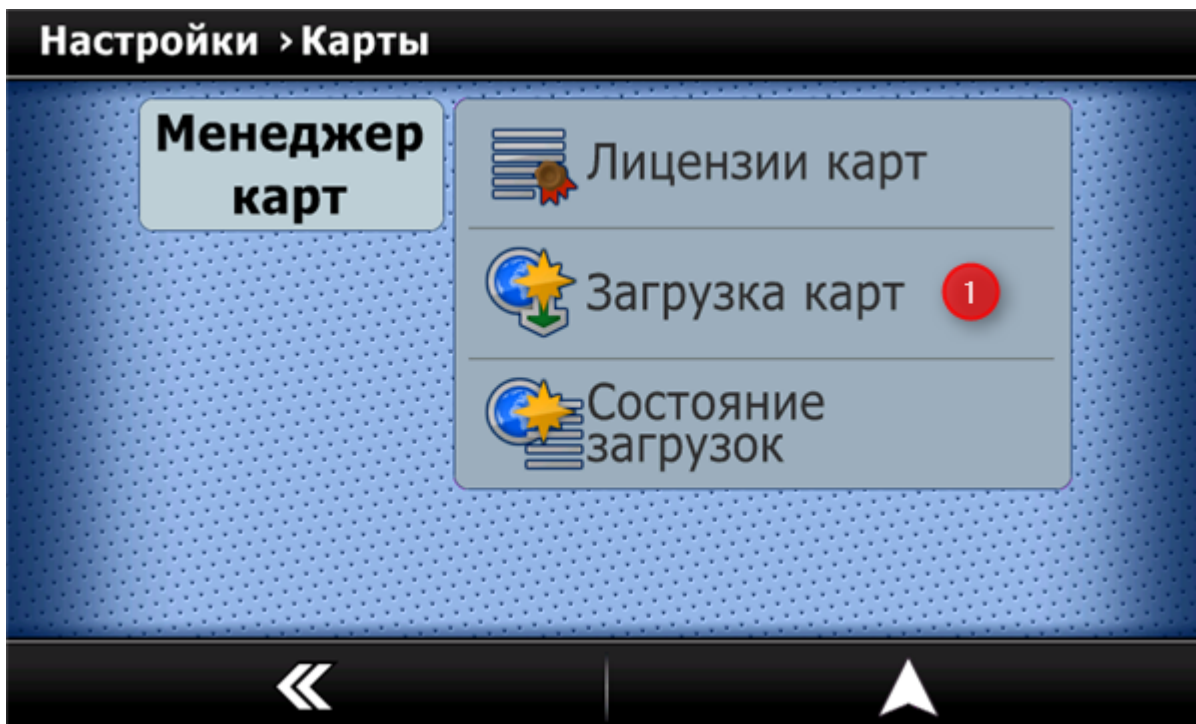 Настройки >Карты
Менеджер
карт
Лицензии карт
Загрузка карт 1
Состояние
загрузок